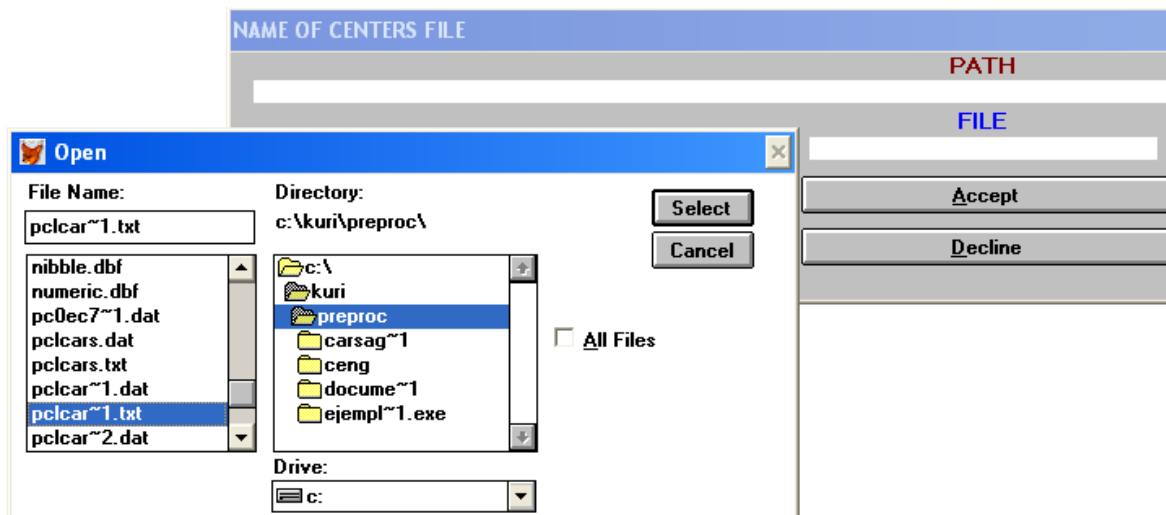 NAME OF CENTERS FILE
PATH
FILE
Accept
Decline
Open
File Name:
pclcar~1.txt
nibble.dbf
numeric.dbf
pc0ec7~1.dat
pclcars.dat
pclcars.txt
pclcar~1.dat
pclcar~1.txt
pclcar~2.dat
Directory:
c:\kuri\preproc\
c:\
kuri
preproc
carsag~1
ceng
docume~1
ejempl~1.exe
Drive:
c:
Select
Cancel
All Files